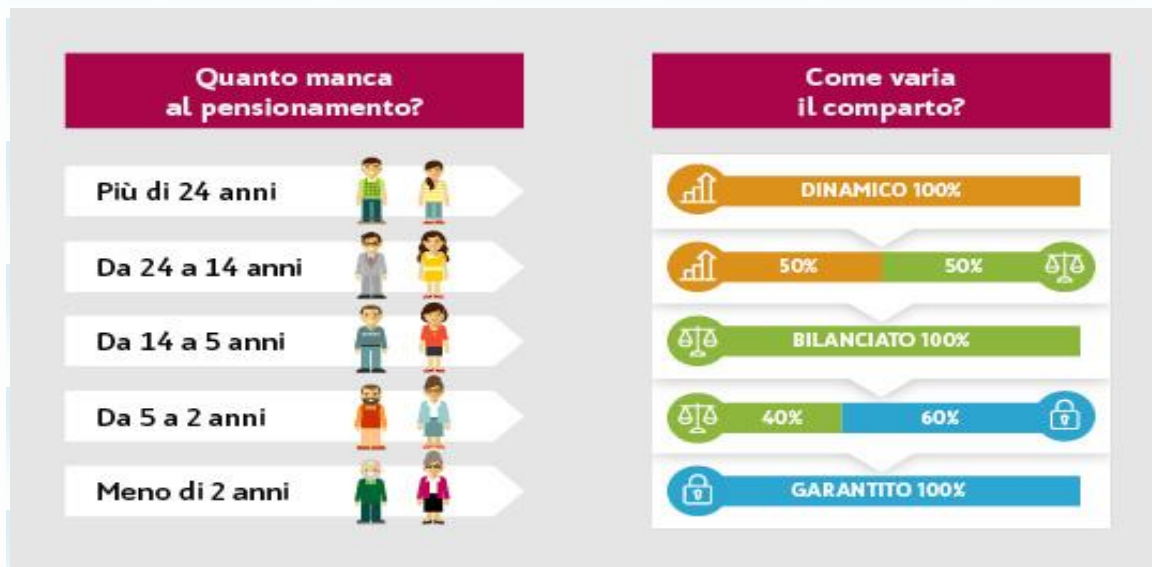 Quanto manca
al pensionamento?
Come varia
il comparto?
Più di 24 anni
DINAMICO 100%
Da 24 a 14 anni
50%
50%
Da 14 a 5 anni
BILANCIATO 100%
Da 5 a 2 anni
40%
60%
Meno di 2 anni
GARANTITO 100%